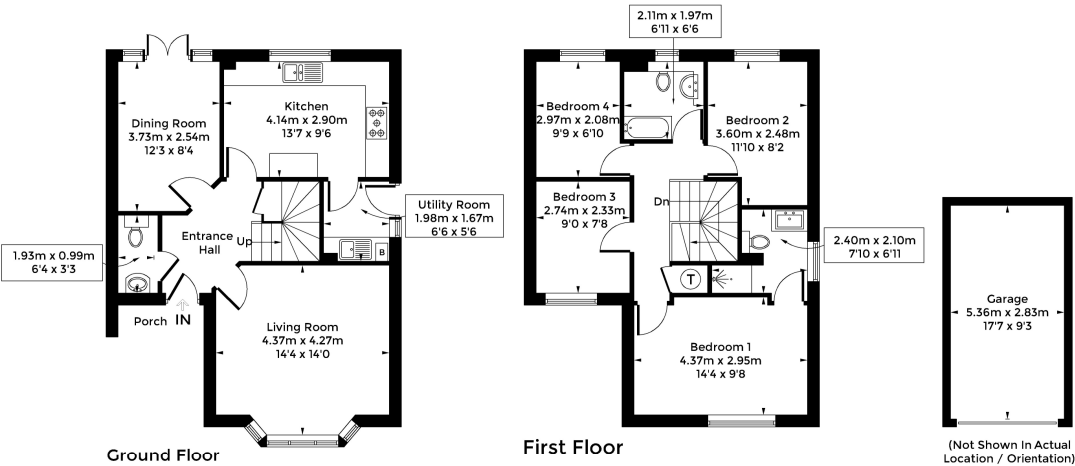 2.11m x 1.97m
6'11 x 6'6
Kitchen
4.14m x 2.90m
13'7 x 9'6
Dining Room
3.73m x 2.54m
12'3 x 8'4
Utility Room
1.98m x 1.67m
6'6 x 5'6
Entrance
Hall
Up
B
1.93m x 0.99m
6'4 x 3'3
Porch
IN
Living Room
4.37m x 4.27m
14'4 x 14'0
Ground Floor
Bedroom 4
2.97m x 2.08m
9'9 x 6'10
Bedroom 2
3.60m x 2.48m
11'10 x 8'2
Bedroom 3
2.74m x 2.33m
9'0 x 7'8
Dn
2.40m x 2.10m
7'10 x 6'11
T
Bedroom 1
4.37m x 2.95m
14'4 x 9'8
First Floor
Garage
5.36m x 2.83m
17'7 x 9'3
(Not Shown In Actual
Location / Orientation)